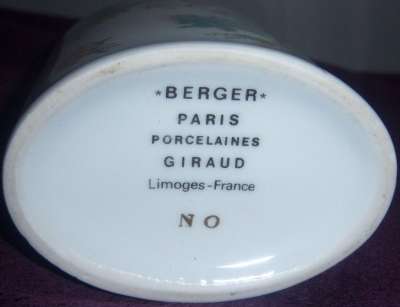 *BERGER*
PARIS
PORCELAINES
GIRAUD
Limoges-France
NO